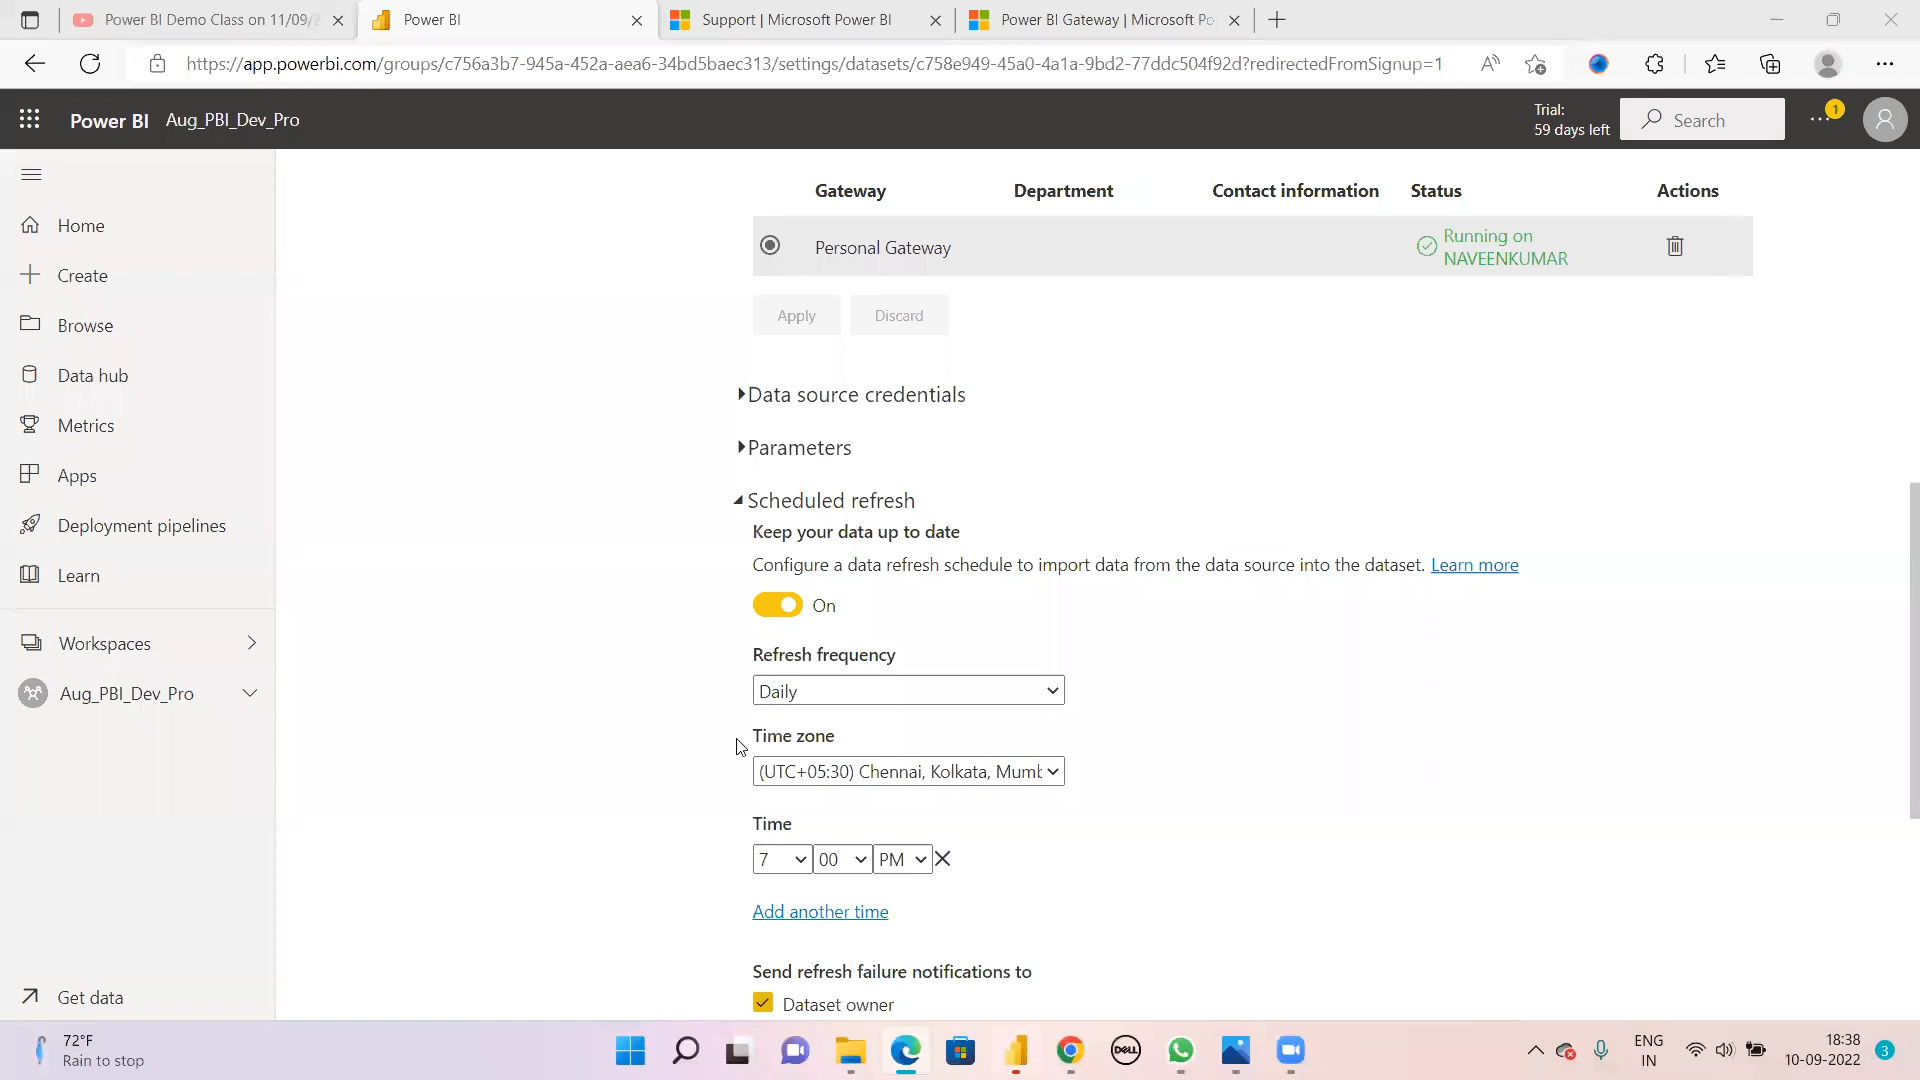 Power BI Demo Class on 11/09/2
Power BI
Support | Microsoft Power BI
Power BI Gateway | Microsoft Po
https://app.powerbi.com/groups/c756a3b7-945a-452a-aea6-34bd5baec313/settings/datasets/c758e949-45a0-4a1a-9bd2-77ddc504f92d?redirectedFromSignup=1
Power BI Aug_PBI_Dev_Pro
Trial:
59 days left
Search
1
Home
Create
Browse
Data hub
Metrics
Apps
Deployment pipelines
Learn
Workspaces
Aug_PBI_Dev_Pro
Get data
Gateway Department Contact information Status Actions
Personal Gateway
Running on
NAVEENKUMAR
Apply Discard
Data source credentials
Parameters
Scheduled refresh
Keep your data up to date
Configure a data refresh schedule to import data from the data source into the dataset. Learn more
On
Refresh frequency
Daily
Time zone
(UTC+05:30) Chennai, Kolkata, Mumb
Time
7 00 PM
Add another time
Send refresh failure notifications to
Dataset owner
72°F
Rain to stop
DELL
ENG
IN
18:38
10-09-2022
3